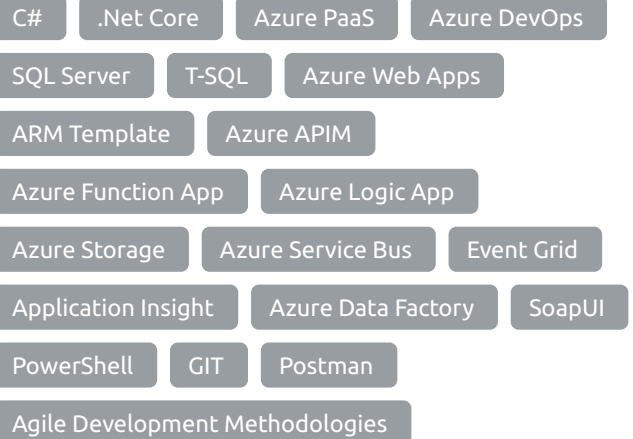 C# .Net Core Azure PaaS Azure DevOps
SQL Server T-SQL Azure Web Apps
ARM Template Azure APIM
Azure Function App Azure Logic App
Azure Storage Azure Service Bus Event Grid
Application Insight Azure Data Factory SoapUI
PowerShell GIT Postman
Agile Development Methodologies